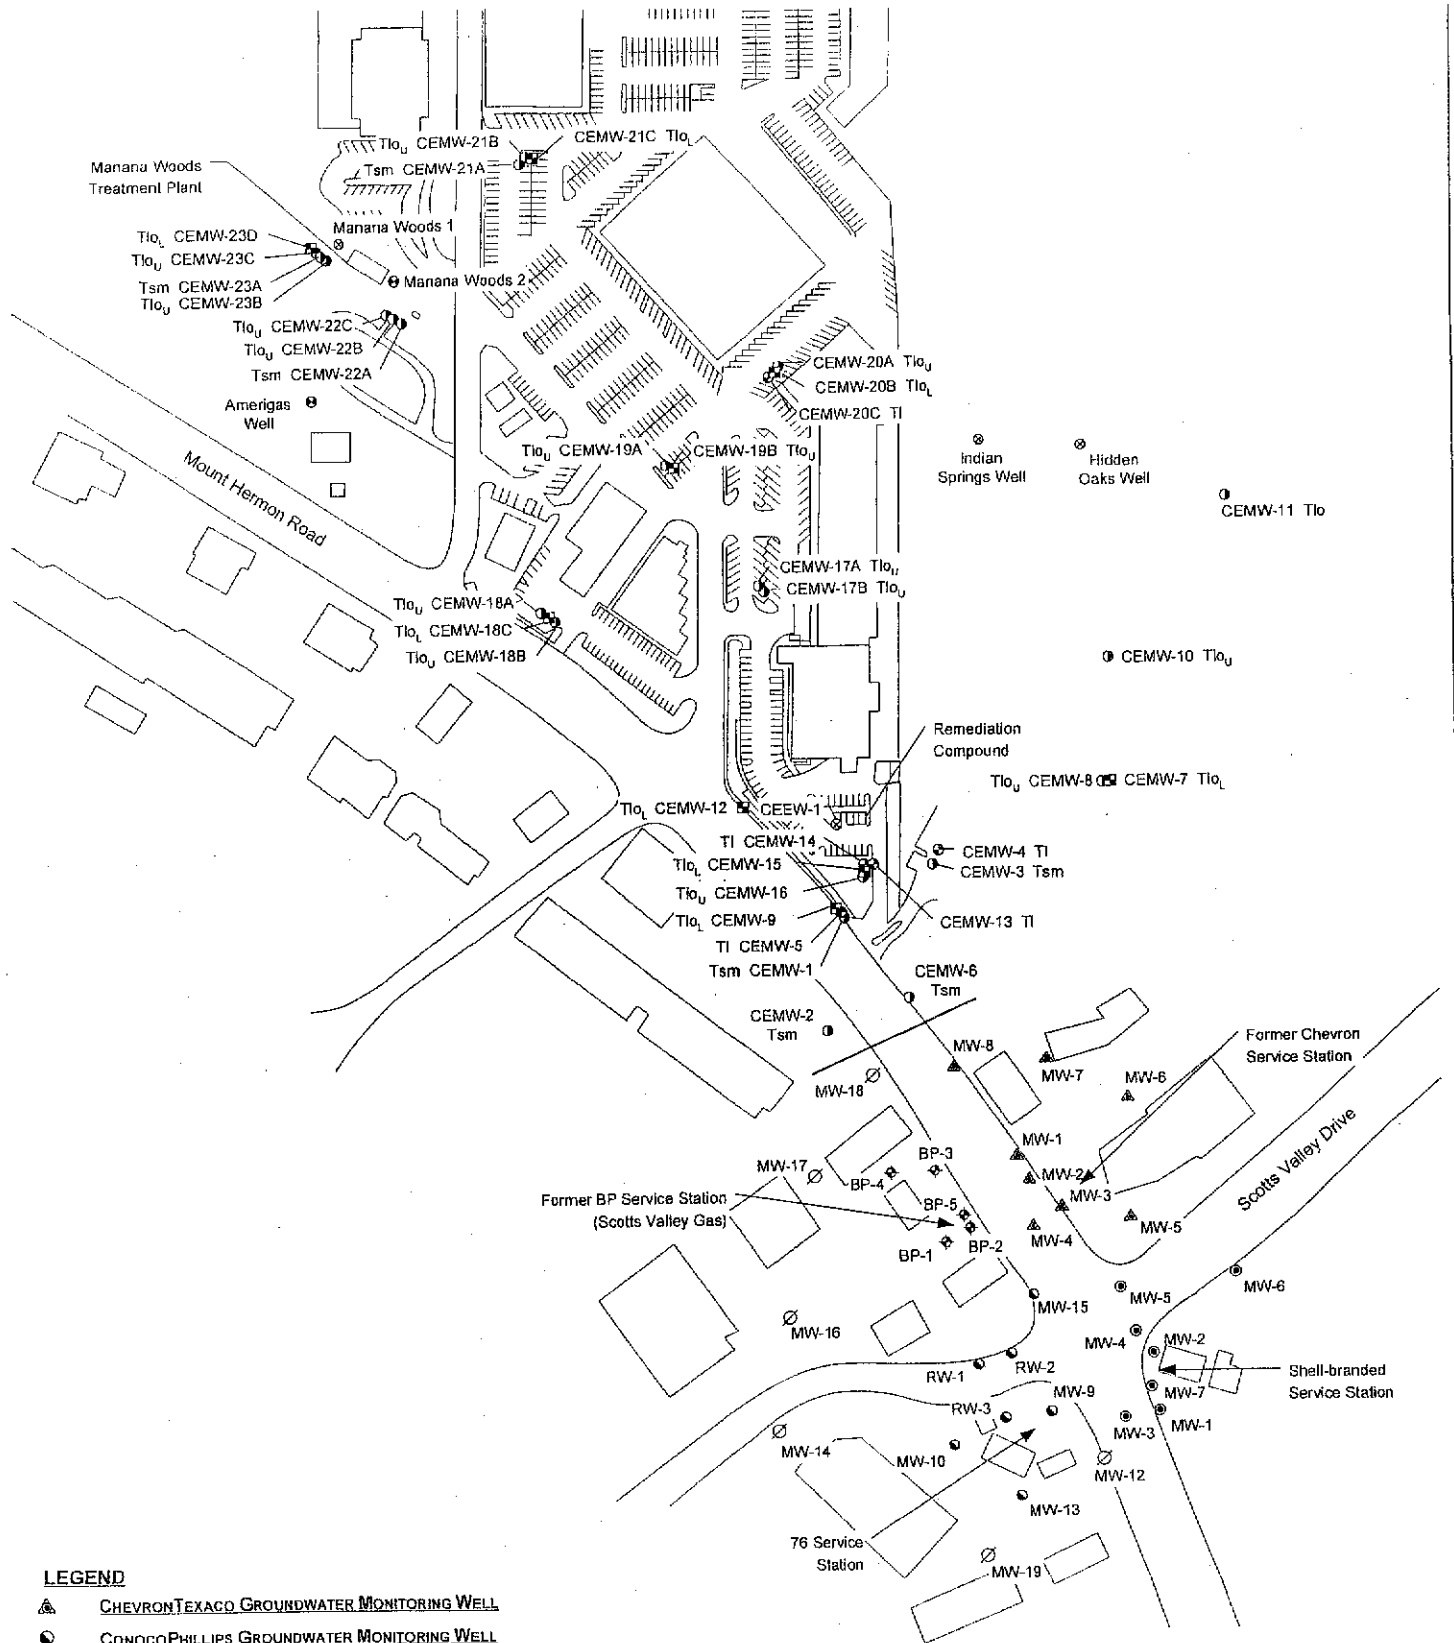 Tlo_U CEMW-21B
CEMW-21C Tlo_L
Tsm CEMW-21A
Manana Woods
Treatment Plant
Manana Woods 1
Tlo_L CEMW-23D
Tlo_U CEMW-23C
Tsm CEMW-23A
Tlo_U CEMW-23B
Manana Woods 2
Tlo_U CEMW-22C
Tlo_U CEMW-22B
Tsm CEMW-22A
Amerigas
Well
CEMW-20A Tlo_U
CEMW-20B Tlo_L
CEMW-20C Tl
Tlo_U CEMW-19A
CEMW-19B Tlo_U
Indian
Springs Well
Hidden
Oaks Well
CEMW-11 Tlo
Mount Hermon Road
CEMW-17A Tlo_U
CEMW-17B Tlo_U
Tlo_U CEMW-18A
Tlo_L CEMW-18C
Tlo_U CEMW-18B
CEMW-10 Tlo_U
Remediation
Compound
Tlo_U CEMW-8
CEMW-7 Tlo_L
Tlo_L CEMW-12
CEEW-1
Tl CEMW-14
Tlo_L CEMW-15
Tlo_U CEMW-16
CEMW-4 Tl
CEMW-3 Tsm
Tlo_L CEMW-9
CEMW-13 Tl
Tl CEMW-5
Tsm CEMW-1
CEMW-6
Tsm
CEMW-2
Tsm
Former Chevron
Service Station
MW-8
MW-7
MW-6
MW-18
MW-1
MW-17
BP-3
BP-4
MW-2
MW-3
Scotts Valley Drive
Former BP Service Station
(Scotts Valley Gas)
BP-5
MW-4
MW-5
BP-1
BP-2
MW-6
MW-5
MW-15
MW-16
MW-4
MW-2
RW-1
RW-2
Shell-branded
Service Station
MW-9
MW-7
RW-3
MW-3
MW-1
MW-14
MW-10
MW-12
MW-13
76 Service
Station
MW-19
LEGEND
CHEVRONTEXACO GROUNDWATER MONITORING WELL
CONOCOPHILLIPS GROUNDWATER MONITORING WELL